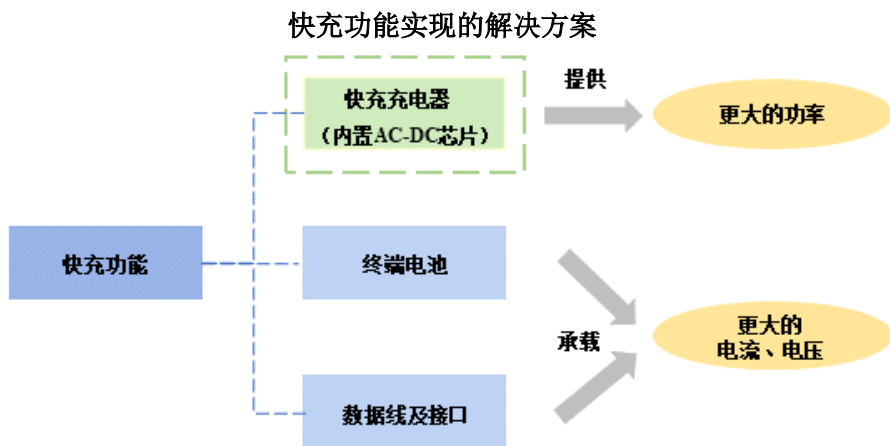 快充功能实现的解决方案
快充充电器
（内置AC-DC芯片）
提供
更大的功率
快充功能
终端电池
承载
更大的
电流、电压
数据线及接口